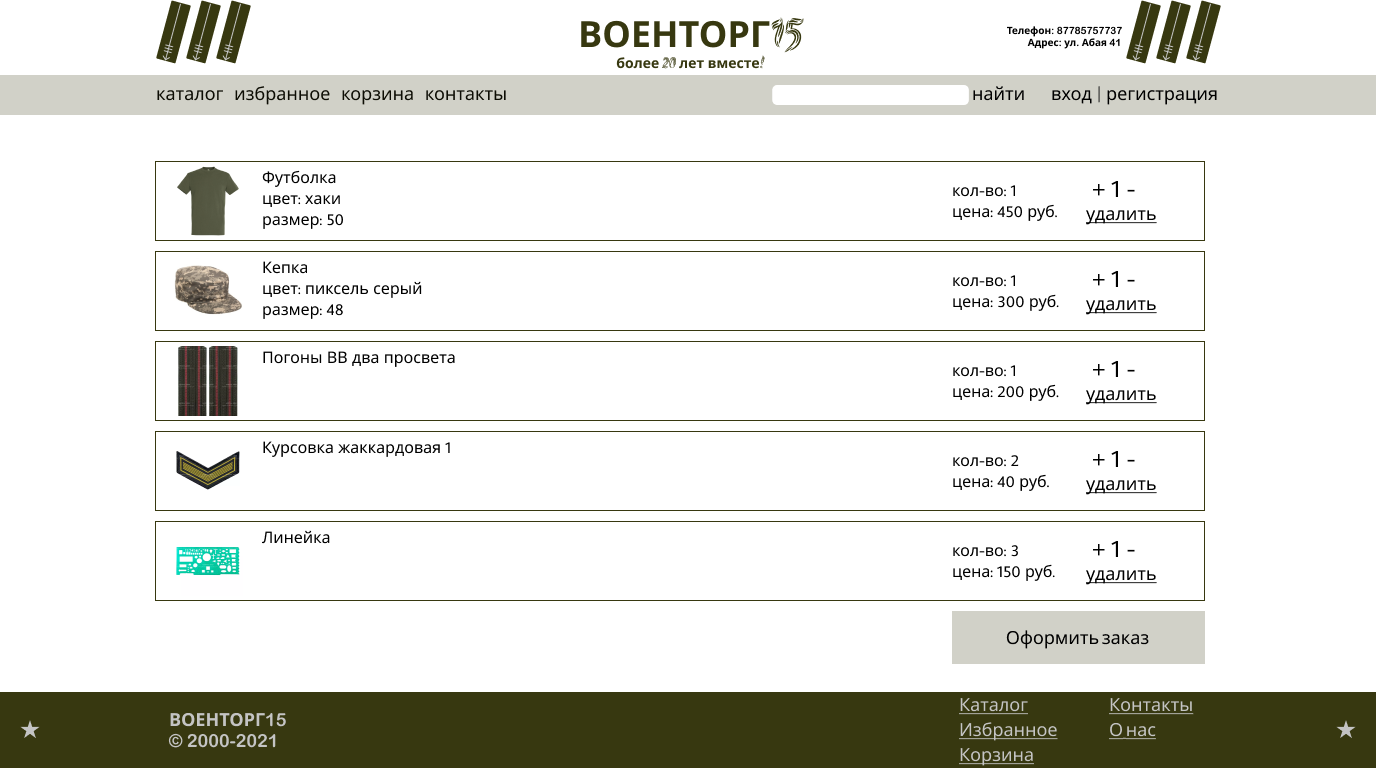 ВОЕНТОРГ15
более 20 лет вместе!
Телефон: 87785757737
Адрес: ул. Абая 41
каталог избранное корзина контакты
найти
вход | регистрация
Футболка
цвет: хаки
размер: 50
кол-во: 1
цена: 450 руб.
+ 1 -
удалить
Кепка
цвет: пиксель серый
размер: 48
кол-во: 1
цена: 300 руб.
+ 1 -
удалить
Погоны ВВ два просвета
кол-во: 1
цена: 200 руб.
+ 1 -
удалить
Курсовка жаккардовая 1
кол-во: 2
цена: 40 руб.
+ 1 -
удалить
Линейка
кол-во: 3
цена: 150 руб.
+ 1 -
удалить
Оформить заказ
ВОЕНТОРГ15
© 2000-2021
Каталог
Избранное
Корзина
Контакты
О нас